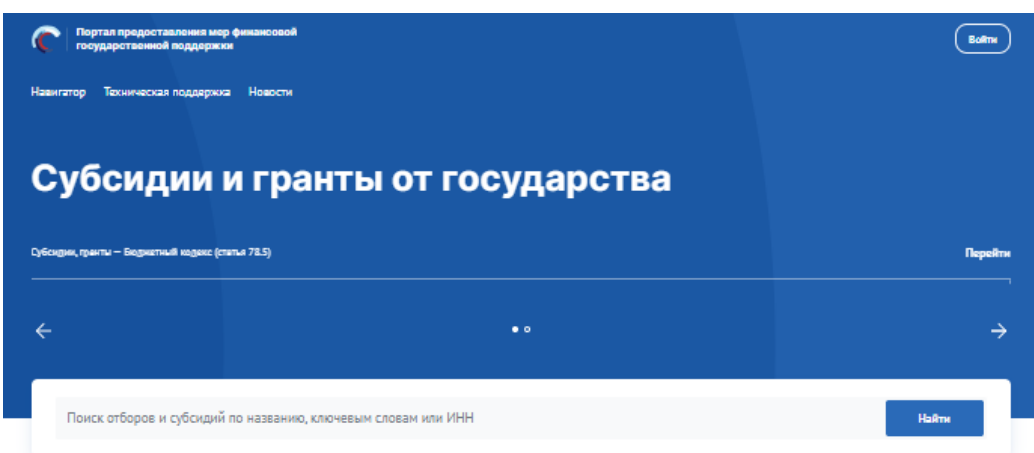 Портал предоставления мер финансовой
государственной поддержки
Войти
Навигатор Техническая поддержка Новости
Субсидии и гранты от государства
Субсидии, гранты — Бюджетный кодекс (статья 78.5)
Перейти
Поиск отборов и субсидий по названию, ключевым словам или ИНН
Найти